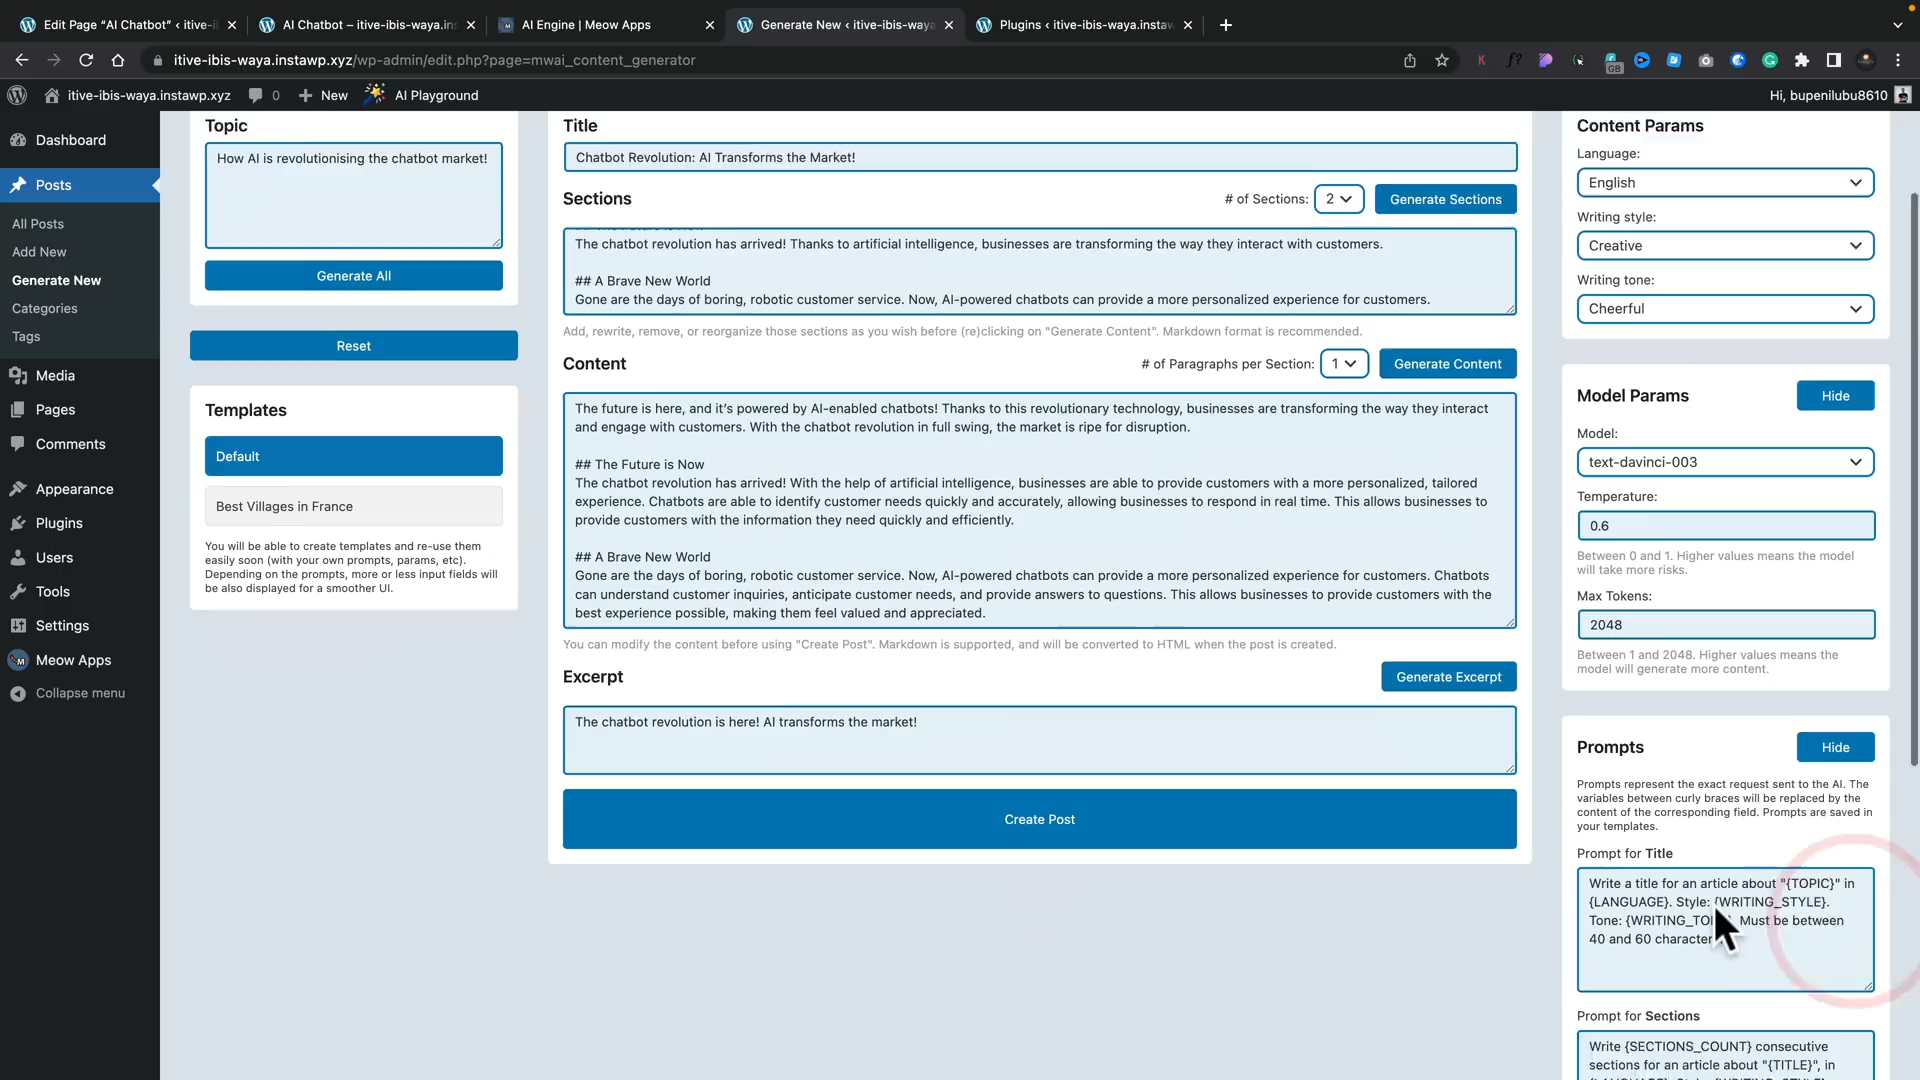 Edit Page “AI Chatbot” ‹ itive-i
AI Chatbot – itive-ibis-waya.ins
AI Engine | Meow Apps
Generate New ‹ itive-ibis-waya
Plugins ‹ itive-ibis-waya.instaw
itive-ibis-waya.instawp.xyz/wp-admin/edit.php?page=mwai_content_generator
GB
itive-ibis-waya.instawp.xyz
0
New
AI Playground
Hi, bupenilubu8610
Dashboard
Posts
All Posts
Add New
Generate New
Categories
Tags
Media
Pages
Comments
Appearance
Plugins
Users
Tools
Settings
Meow Apps
Collapse menu
Topic
How AI is revolutionising the chatbot market!
Generate All
Reset
Templates
Default
Best Villages in France
You will be able to create templates and re-use them
easily soon (with your own prompts, params, etc).
Depending on the prompts, more or less input fields will
be also displayed for a smoother UI.
Title
Chatbot Revolution: AI Transforms the Market!
Sections
# of Sections:
2
Generate Sections
## The Future is Now
The chatbot revolution has arrived! Thanks to artificial intelligence, businesses are transforming the way they interact with customers.
## A Brave New World
Gone are the days of boring, robotic customer service. Now, AI-powered chatbots can provide a more personalized experience for customers.
Add, rewrite, remove, or reorganize those sections as you wish before (re)clicking on "Generate Content". Markdown format is recommended.
Content
# of Paragraphs per Section:
1
Generate Content
The future is here, and it’s powered by AI-enabled chatbots! Thanks to this revolutionary technology, businesses are transforming the way they interact
and engage with customers. With the chatbot revolution in full swing, the market is ripe for disruption.
## The Future is Now
The chatbot revolution has arrived! With the help of artificial intelligence, businesses are able to provide customers with a more personalized, tailored
experience. Chatbots are able to identify customer needs quickly and accurately, allowing businesses to respond in real time. This allows businesses to
provide customers with the information they need quickly and efficiently.
## A Brave New World
Gone are the days of boring, robotic customer service. Now, AI-powered chatbots can provide a more personalized experience for customers. Chatbots
can understand customer inquiries, anticipate customer needs, and provide answers to questions. This allows businesses to provide customers with the
best experience possible, making them feel valued and appreciated.
You can modify the content before using "Create Post". Markdown is supported, and will be converted to HTML when the post is created.
Excerpt
Generate Excerpt
The chatbot revolution is here! AI transforms the market!
Create Post
Content Params
Language:
English
Writing style:
Creative
Writing tone:
Cheerful
Model Params
Hide
Model:
text-davinci-003
Temperature:
0.6
Between 0 and 1. Higher values means the model
will take more risks.
Max Tokens:
2048
Between 1 and 2048. Higher values means the
model will generate more content.
Prompts
Hide
Prompts represent the exact request sent to the AI. The
variables between curly braces will be replaced by the
content of the corresponding field. Prompts are saved in
your templates.
Prompt for Title
Write a title for an article about "{TOPIC}" in
{LANGUAGE}. Style: {WRITING_STYLE}.
Tone: {WRITING_TO Must be between
40 and 60 character
Prompt for Sections
Write {SECTIONS_COUNT} consecutive
sections for an article about "{TITLE}", in